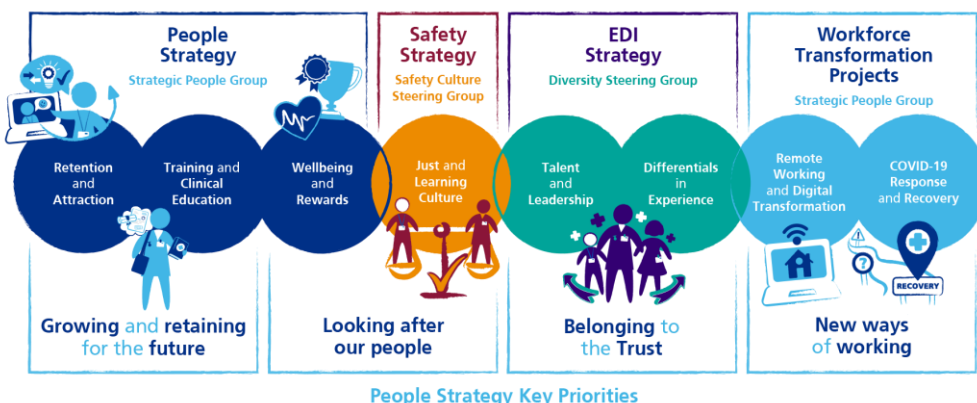 People
Strategy
Strategic People Group
Safety
Strategy
Safety Culture
Steering Group
EDI
Strategy
Diversity Steering Group
Workforce
Transformation
Projects
Strategic People Group
Retention
and
Attraction
Training and
Clinical
Education
Wellbeing
and
Rewards
Just and
Learning
Culture
Talent
and
Leadership
Differentials
in
Experience
Remote
Working
and Digital
Transformation
COVID-19
Response
and Recovery
!
?
RECOVERY
Growing and retaining
for the future
Looking after
our people
Belonging to
the Trust
New ways
of working
People Strategy Key Priorities